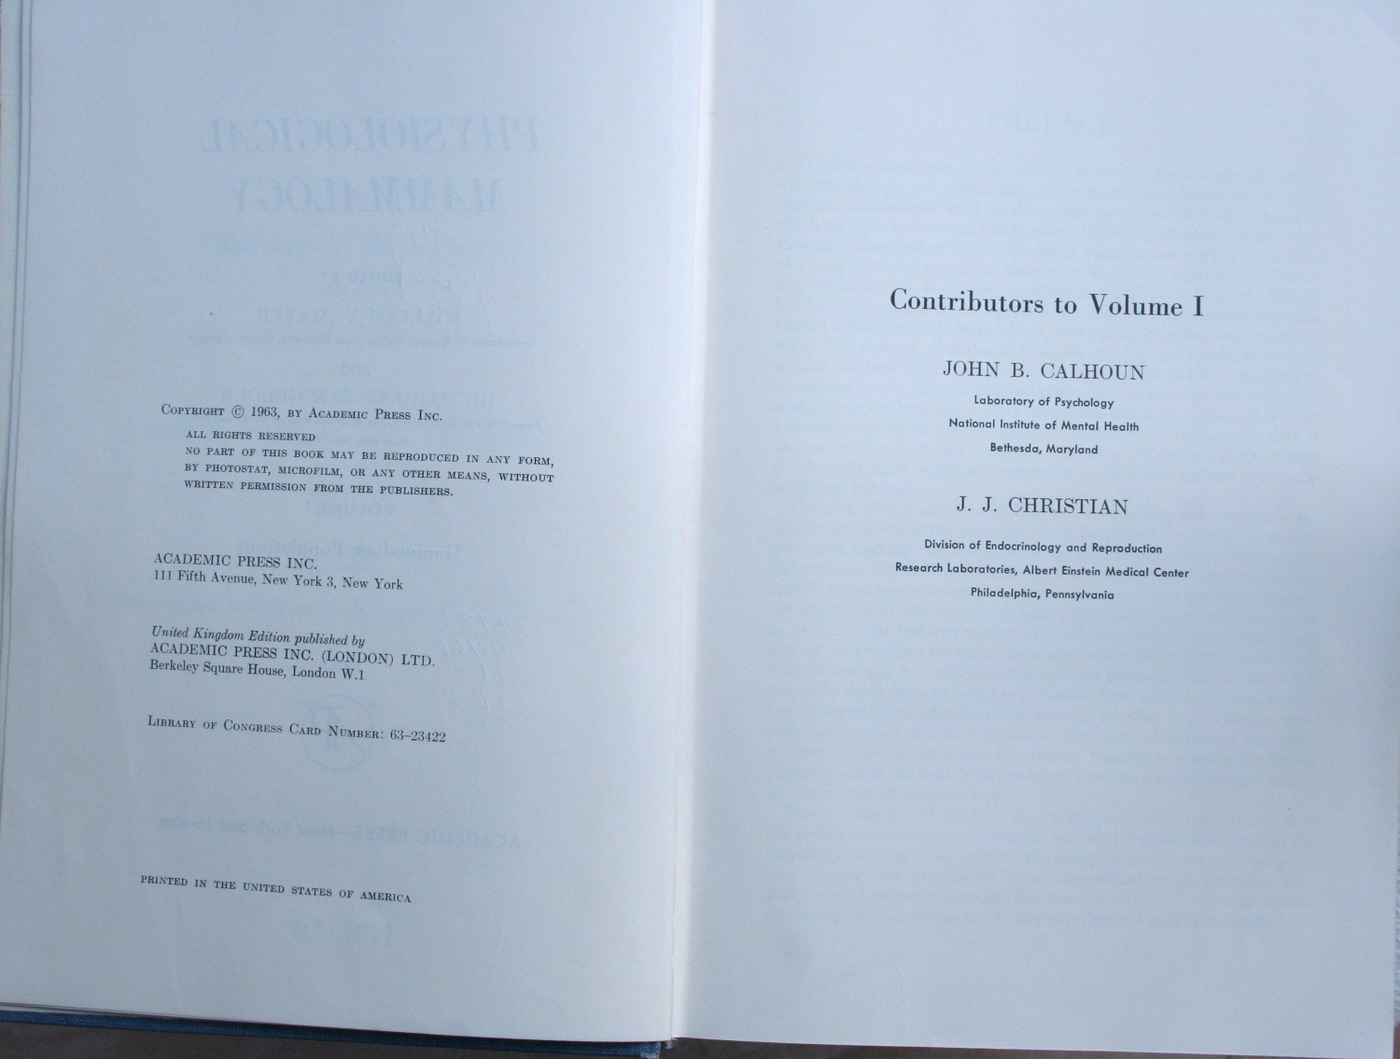 Copyright © 1963, by Academic Press Inc.
ALL RIGHTS RESERVED
NO PART OF THIS BOOK MAY BE REPRODUCED IN ANY FORM,
BY PHOTOSTAT, MICROFILM, OR ANY OTHER MEANS, WITHOUT
WRITTEN PERMISSION FROM THE PUBLISHERS.
ACADEMIC PRESS INC.
111 Fifth Avenue, New York 3, New York
United Kingdom Edition published by
ACADEMIC PRESS INC. (LONDON) LTD.
Berkeley Square House, London W.1
Library of Congress Card Number: 63–23422
PRINTED IN THE UNITED STATES OF AMERICA
Contributors to Volume I
JOHN B. CALHOUN
Laboratory of Psychology
National Institute of Mental Health
Bethesda, Maryland
J. J. CHRISTIAN
Division of Endocrinology and Reproduction
Research Laboratories, Albert Einstein Medical Center
Philadelphia, Pennsylvania